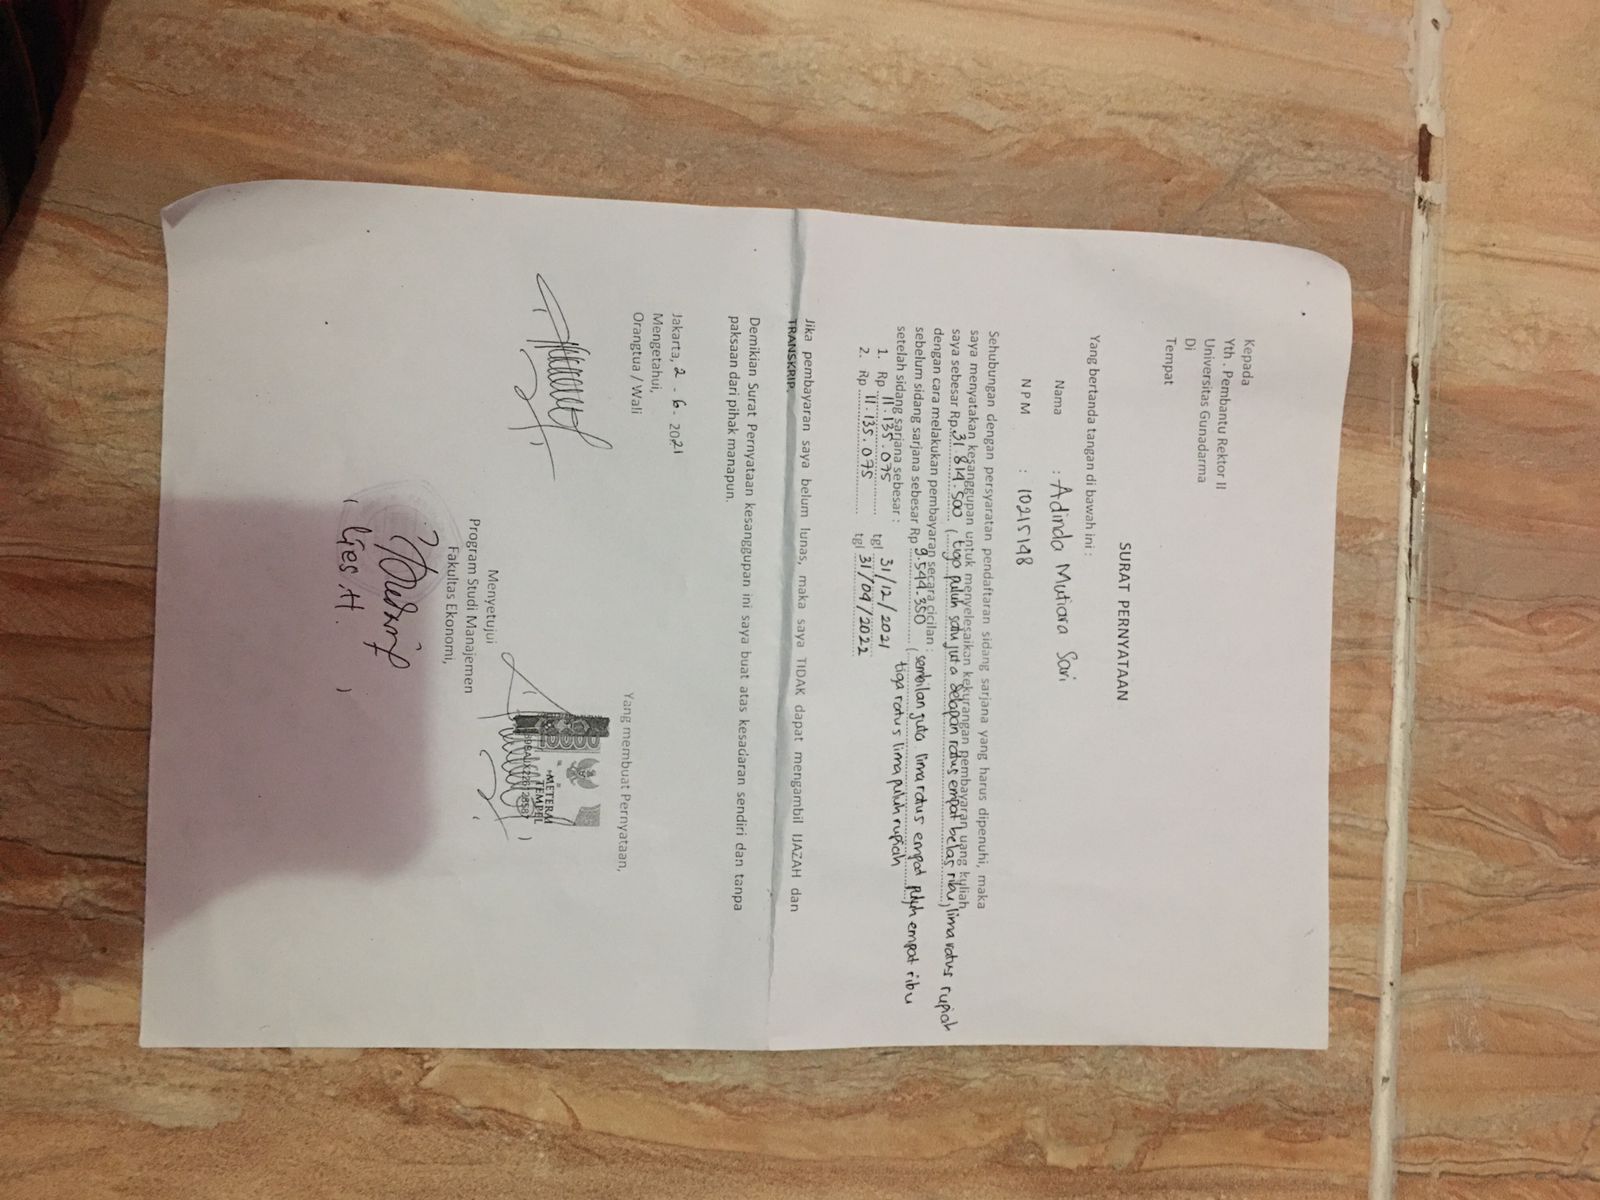 SURAT PERNYATAAN
Kepada
Yth. Pembantu Rektor II
Universitas Gunadarma
Di
Tempat
Yang bertanda tangan di bawah ini :
Nama : Adinda Mutiara Sari
N P M : 10215198
Sehubungan dengan persyaratan pendaftaran sidang sarjana yang harus dipenuhi, maka
saya menyatakan kesanggupan untuk menyelesaikan kekurangan pembayaran uang kuliah
saya sebesar Rp 31.814.500 ( tiga puluh satu juta delapan ratus empat belas ribu, lima ratus rupiah
dengan cara melakukan pembayaran secara cicilan :
sebelum sidang sarjana sebesar Rp 9.544.350 ( sembilan juta lima ratus empat puluh empat ribu
tiga ratus lima puluh rupiah )
setelah sidang sarjana sebesar :
1. Rp 11.135.075 tgl 31/12/2021
2. Rp 11.135.075 tgl 31/09/2022
Jika pembayaran saya belum lunas, maka saya TIDAK dapat mengambil IJAZAH dan
TRANSKRIP.
Demikian Surat Pernyataan kesanggupan ini saya buat atas kesadaran sendiri dan tanpa
paksaan dari pihak manapun.
Jakarta, 2 - 6 - 2021
Mengetahui,
Orangtua / Wali
Yang membuat Pernyataan,
10000
METERAI
TEMPEL
Menyetujui
Program Studi Manajemen
Fakultas Ekonomi,